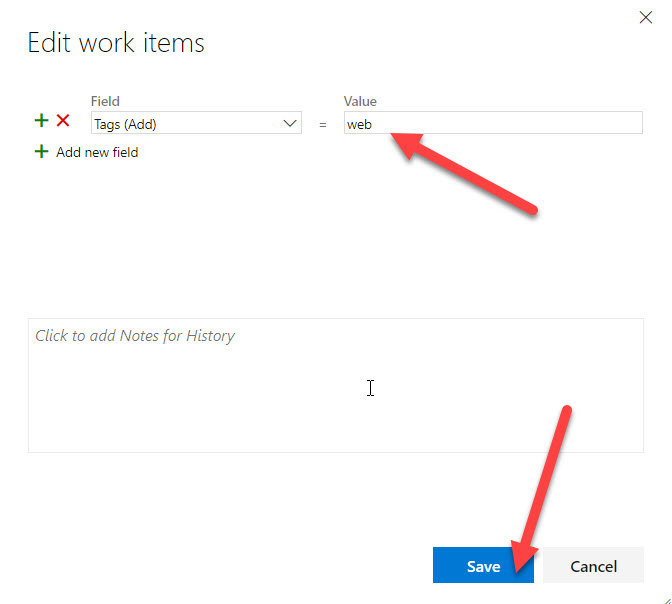 Edit work items
Field Value
Tags (Add) = web
Add new field
Click to add Notes for History
Save Cancel